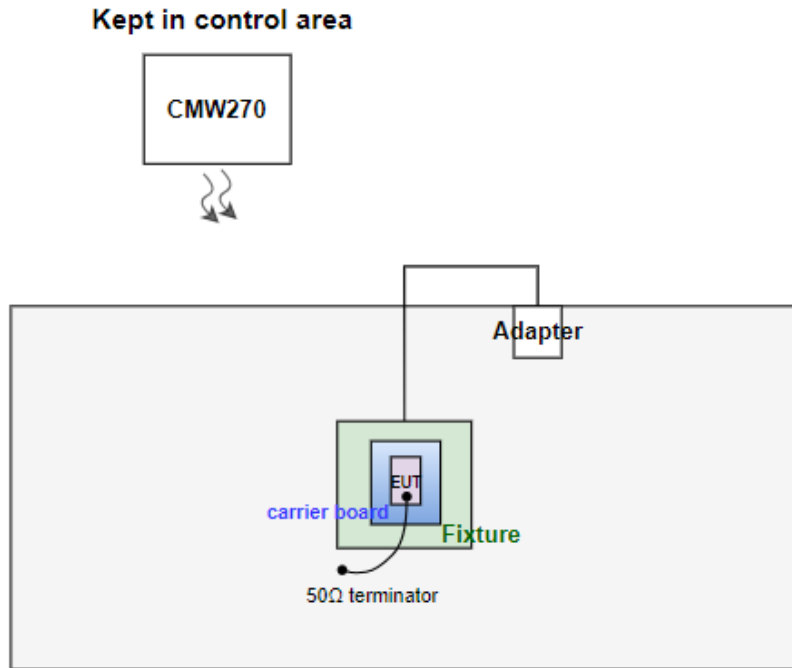 Kept in control area
CMW270
Adapter
EUT
carrier board
Fixture
50Ω terminator